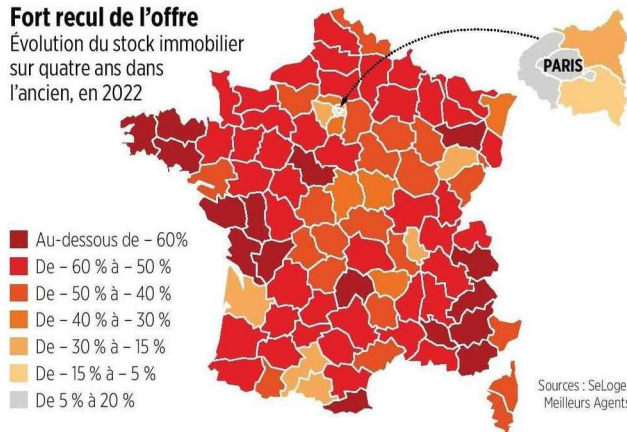 Fort recul de l'offre
Évolution du stock immobilier
sur quatre ans dans
l'ancien, en 2022
PARIS
Au-dessous de – 60%
De – 60 % à – 50 %
De – 50 % à – 40 %
De – 40 % à – 30 %
De – 30 % à – 15 %
De – 15 % à – 5 %
De 5 % à 20 %
Sources : SeLoge
Meilleurs Agents